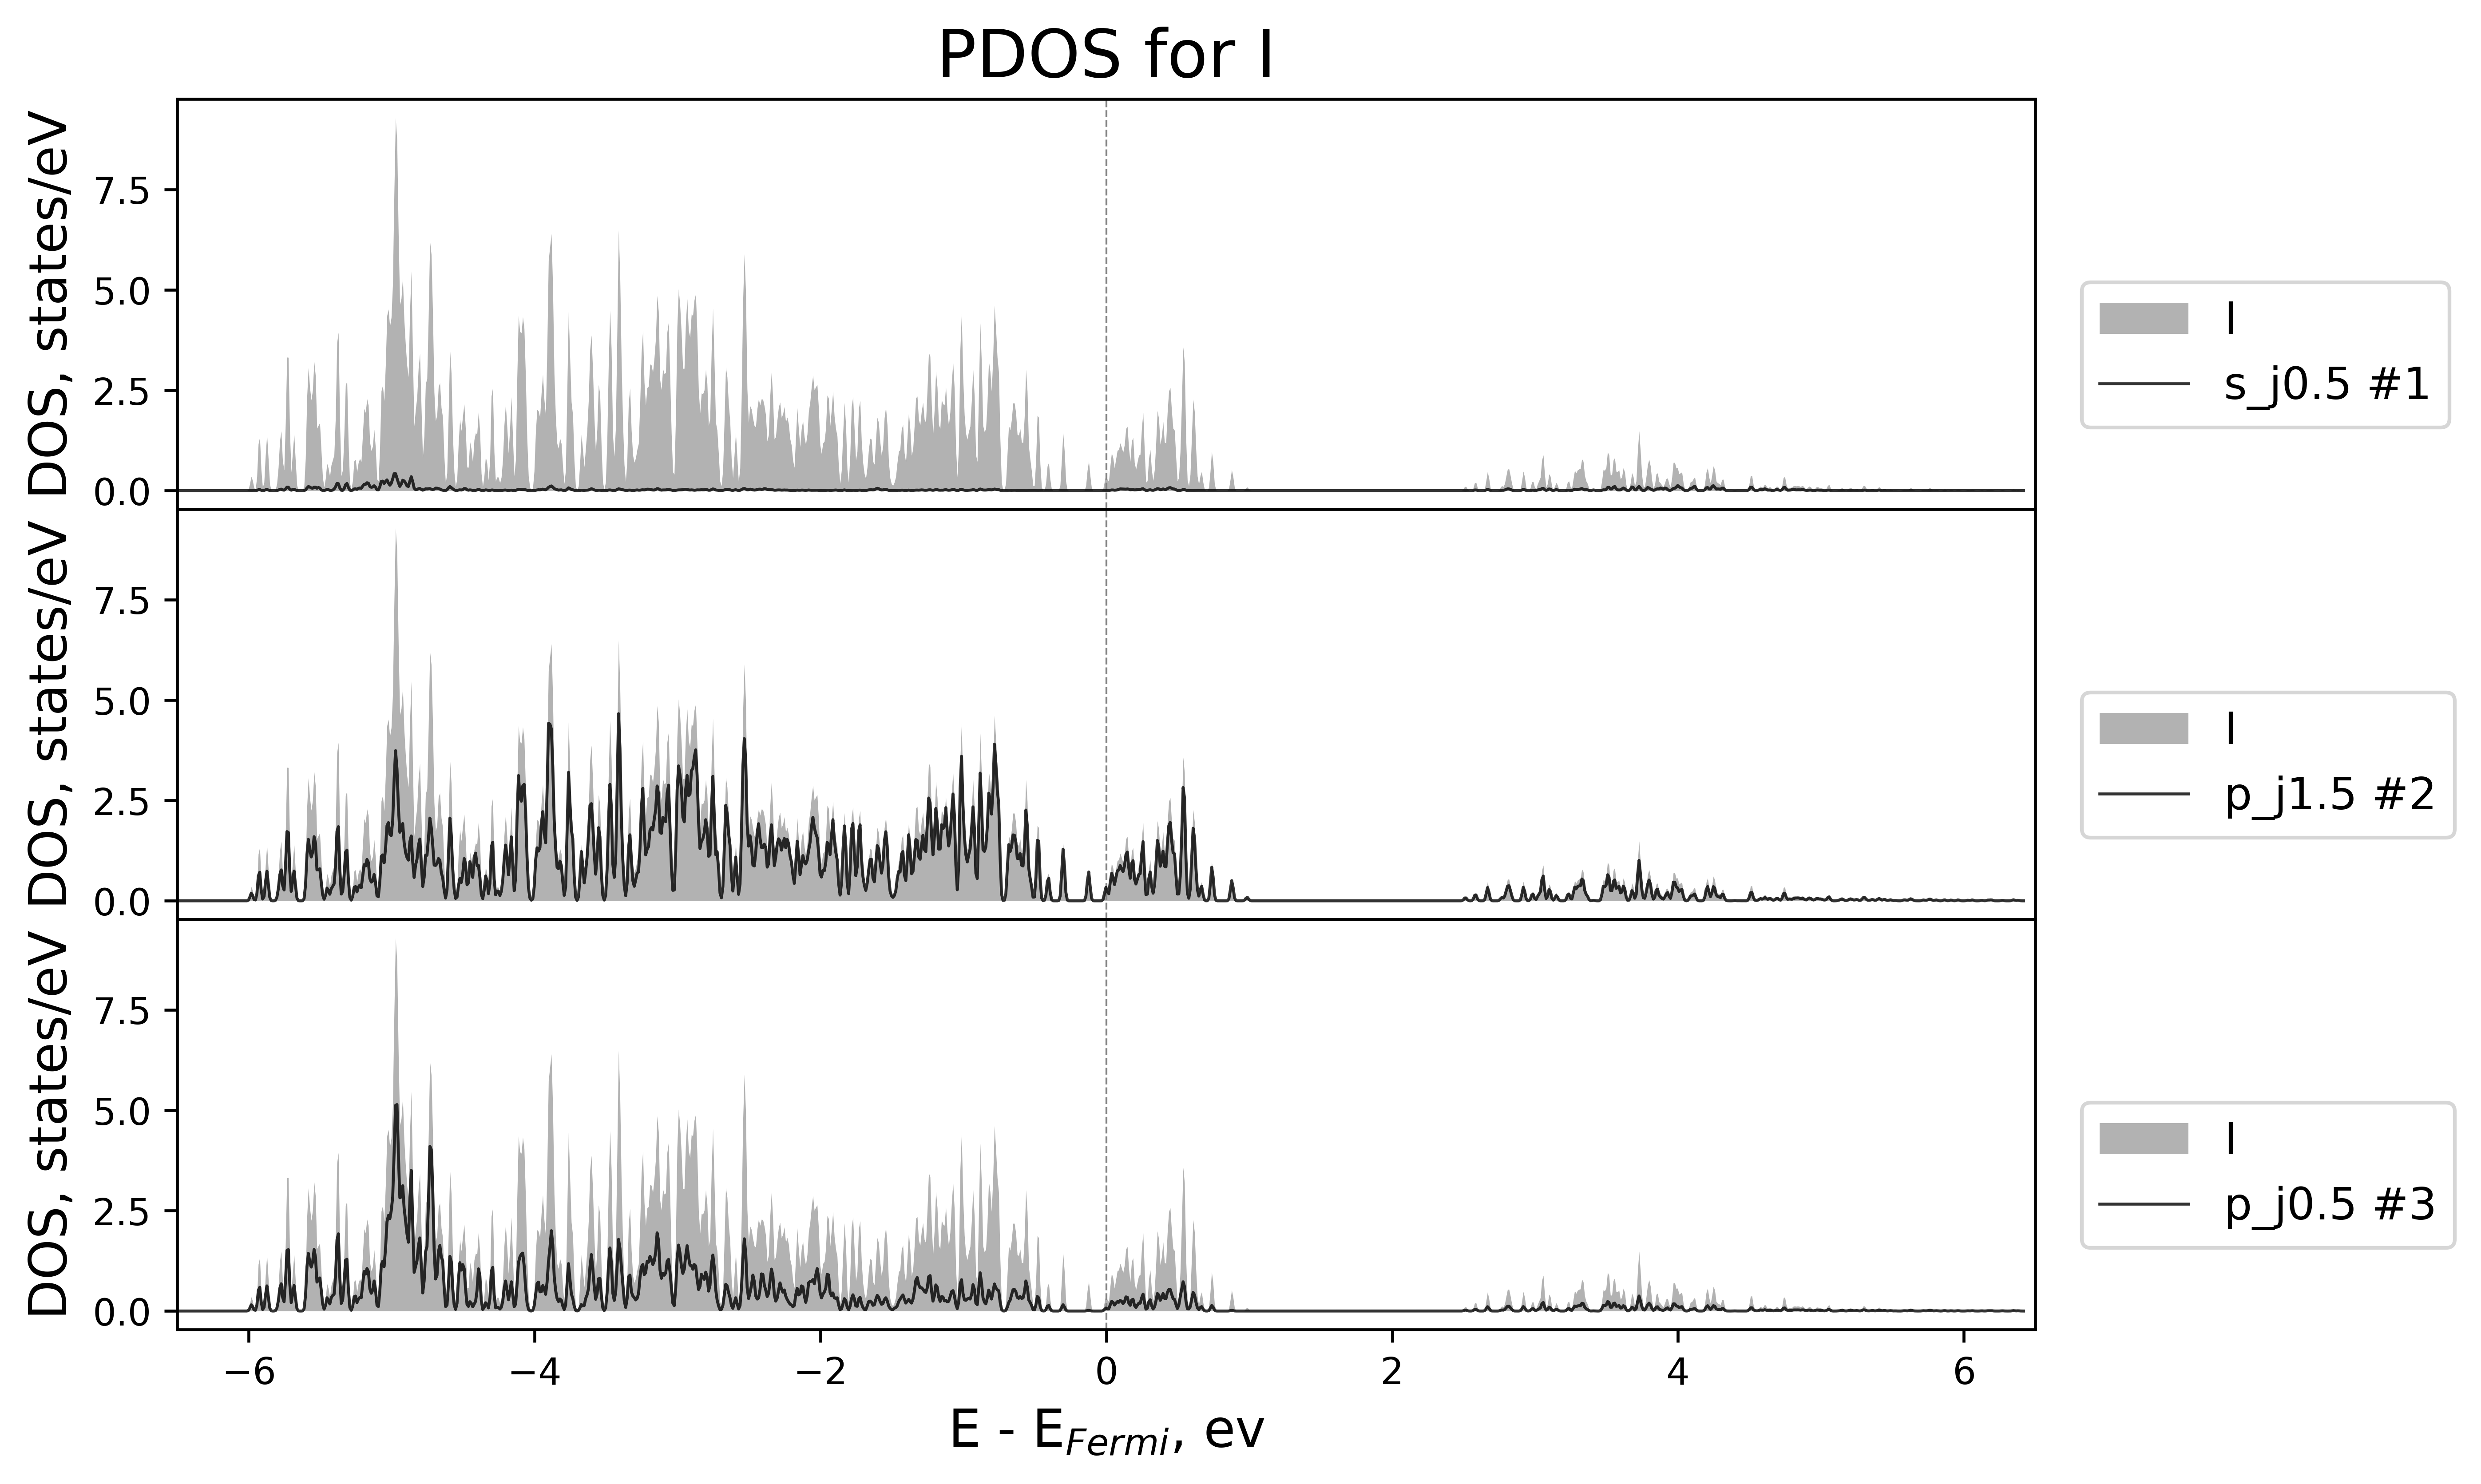 PDOS for I
DOS, states/eV
7.5
5.0
2.5
0.0
I
s_j0.5 #1
DOS, states/eV
7.5
5.0
2.5
0.0
I
p_j1.5 #2
DOS, states/eV
7.5
5.0
2.5
0.0
I
p_j0.5 #3
−6 −4 −2 0 2 4 6
E - E_Fermi, ev